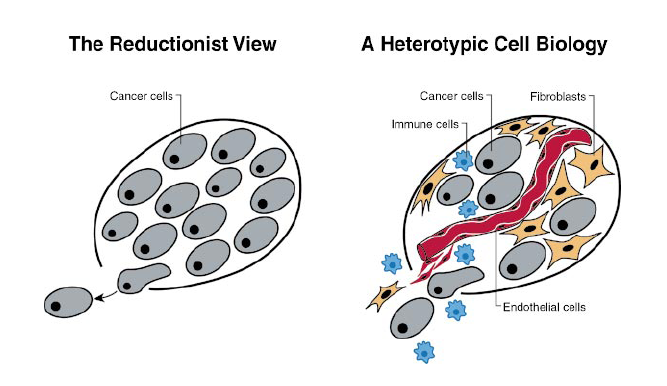 The Reductionist View
A Heterotypic Cell Biology
Cancer cells
Cancer cells
Fibroblasts
Immune cells
Endothelial cells